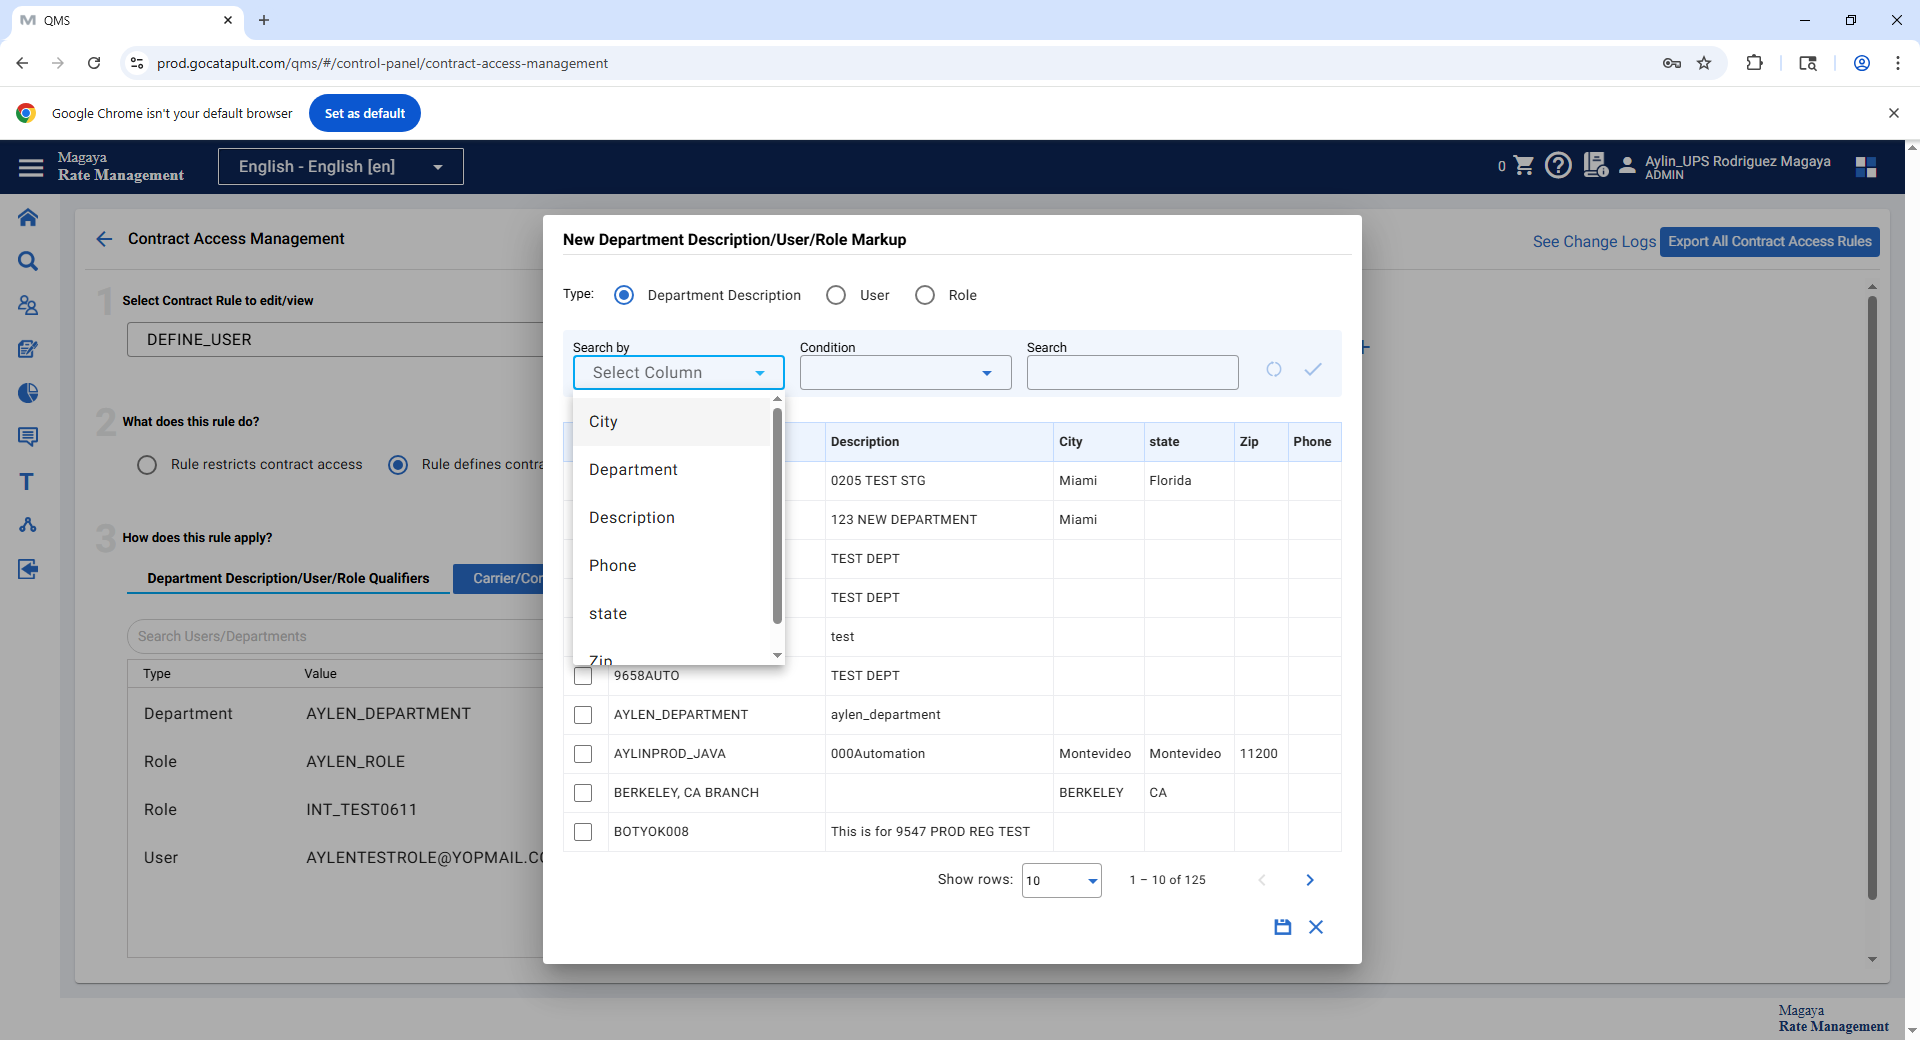 QMS
prod.gocatapult.com/qms/#/control-panel/contract-access-management
Google Chrome isn't your default browser
Set as default
Magaya
Rate Management
English - English [en]
0
Aylin_UPS Rodriguez Magaya
ADMIN
Contract Access Management
See Change Logs
Export All Contract Access Rules
1
Select Contract Rule to edit/view
DEFINE_USER
2
What does this rule do?
Rule restricts contract access
Rule defines contra
3
How does this rule apply?
Department Description/User/Role Qualifiers
Carrier/Con
Search Users/Departments
Type Value
Department AYLEN_DEPARTMENT
Role AYLEN_ROLE
Role INT_TEST0611
User AYLENTESTROLE@YOPMAIL.CO
New Department Description/User/Role Markup
Type: Department Description User Role
Search by Condition Search
Select Column
City
Department
Description
Phone
state
Zip
Description City state Zip Phone
0205 TEST STG Miami Florida
123 NEW DEPARTMENT Miami
TEST DEPT
TEST DEPT
test
9658AUTO TEST DEPT
AYLEN_DEPARTMENT aylen_department
AYLINPROD_JAVA 000Automation Montevideo Montevideo 11200
BERKELEY, CA BRANCH BERKELEY CA
BOTYOK008 This is for 9547 PROD REG TEST
Show rows: 10 1 – 10 of 125
Magaya
Rate Management